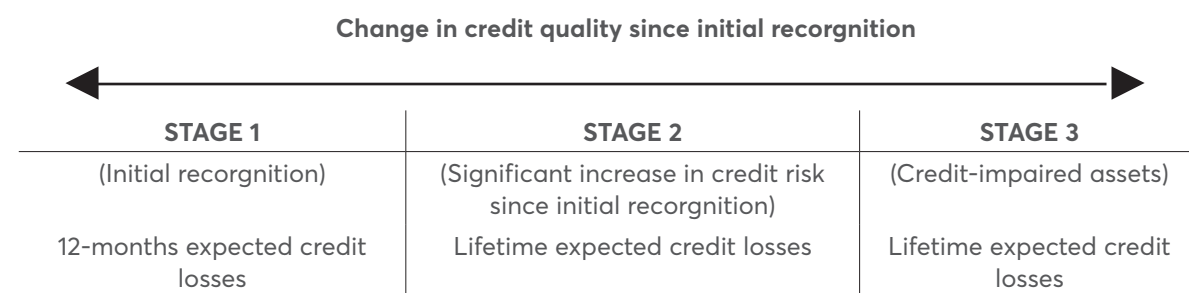 Change in credit quality since initial recorgnition
STAGE 1
STAGE 2
STAGE 3
(Initial recorgnition)
(Significant increase in credit risk
since initial recorgnition)
(Credit-impaired assets)
12-months expected credit
losses
Lifetime expected credit losses
Lifetime expected credit
losses